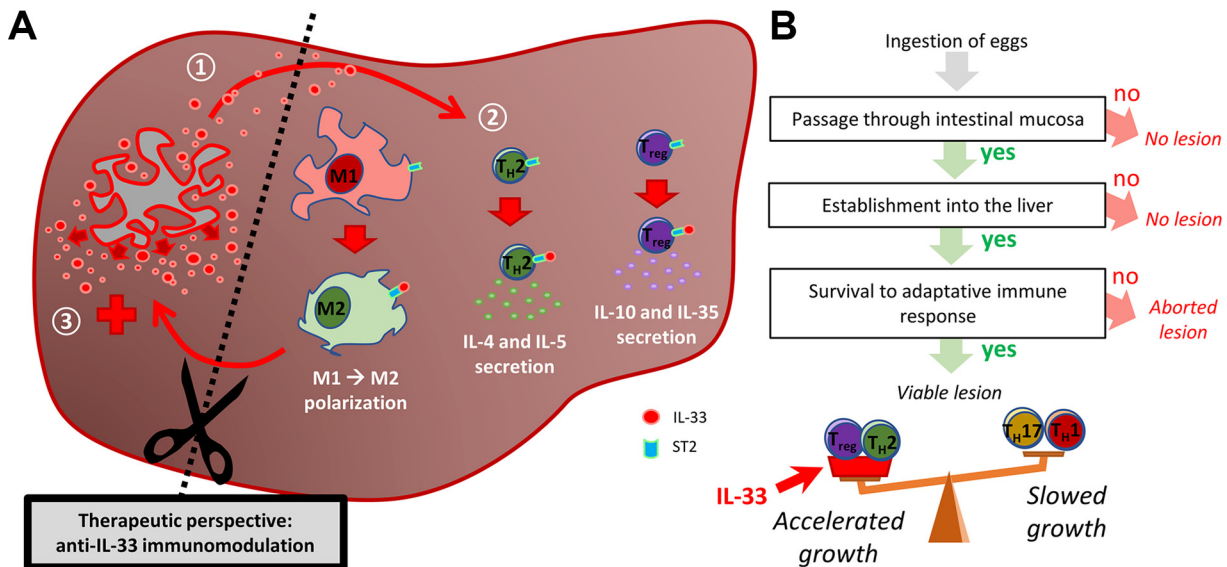 A
①
②
③
M1
M2
M1 → M2
polarization
TH2
TH2
IL-4 and IL-5
secretion
Treg
Treg
IL-10 and IL-35
secretion
IL-33
ST2
Therapeutic perspective:
anti-IL-33 immunomodulation
B
Ingestion of eggs
Passage through intestinal mucosa
no
No lesion
yes
Establishment into the liver
no
No lesion
yes
Survival to adaptative immune
response
no
Aborted
lesion
yes
Viable lesion
Treg
TH2
TH17
TH1
IL-33
Accelerated
growth
Slowed
growth